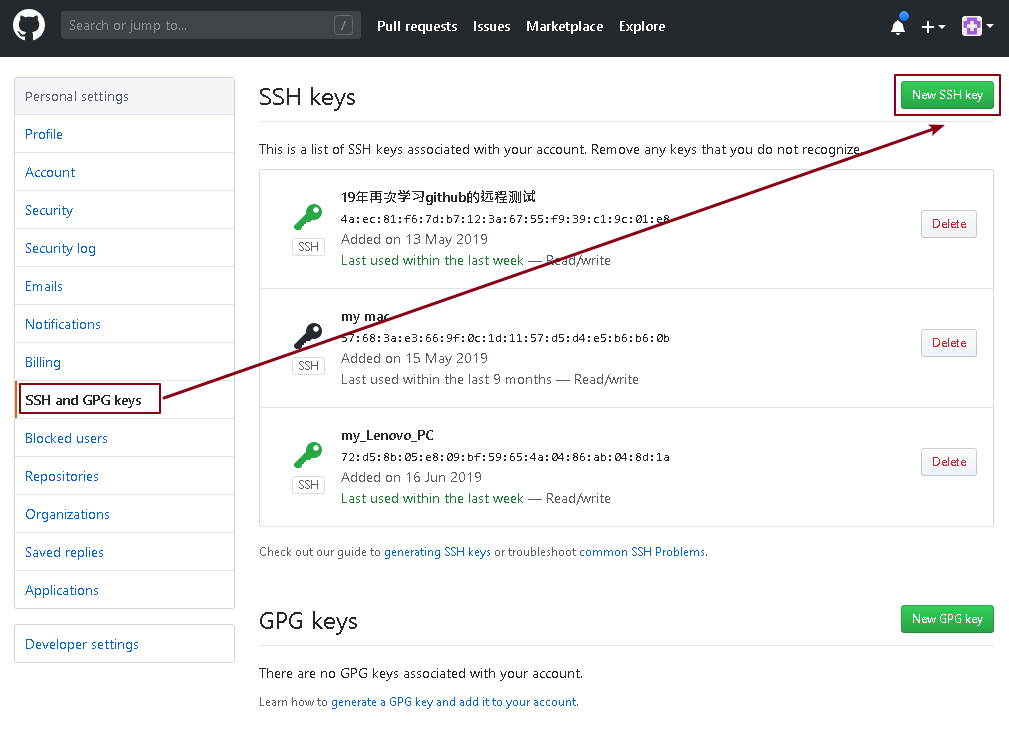 Search or jump to...
/
Pull requests
Issues
Marketplace
Explore
Personal settings
Profile
Account
Security
Security log
Emails
Notifications
Billing
SSH and GPG keys
Blocked users
Repositories
Organizations
Saved replies
Applications
Developer settings
SSH keys
New SSH key
This is a list of SSH keys associated with your account. Remove any keys that you do not recognize.
19年再次学习github的远程测试
4a:ec:81:f6:7d:b7:12:3a:67:55:f9:39:c1:9c:01:e8
SSH
Added on 13 May 2019
Last used within the last week — Read/write
Delete
my mac
57:68:3a:e3:66:9f:0c:1d:11:57:d5:d4:e5:b6:b6:0b
SSH
Added on 15 May 2019
Last used within the last 9 months — Read/write
Delete
my_Lenovo_PC
72:d5:8b:05:e8:09:bf:59:65:4a:04:86:ab:04:8d:1a
SSH
Added on 16 Jun 2019
Last used within the last week — Read/write
Delete
Check out our guide to generating SSH keys or troubleshoot common SSH Problems.
GPG keys
New GPG key
There are no GPG keys associated with your account.
Learn how to generate a GPG key and add it to your account.